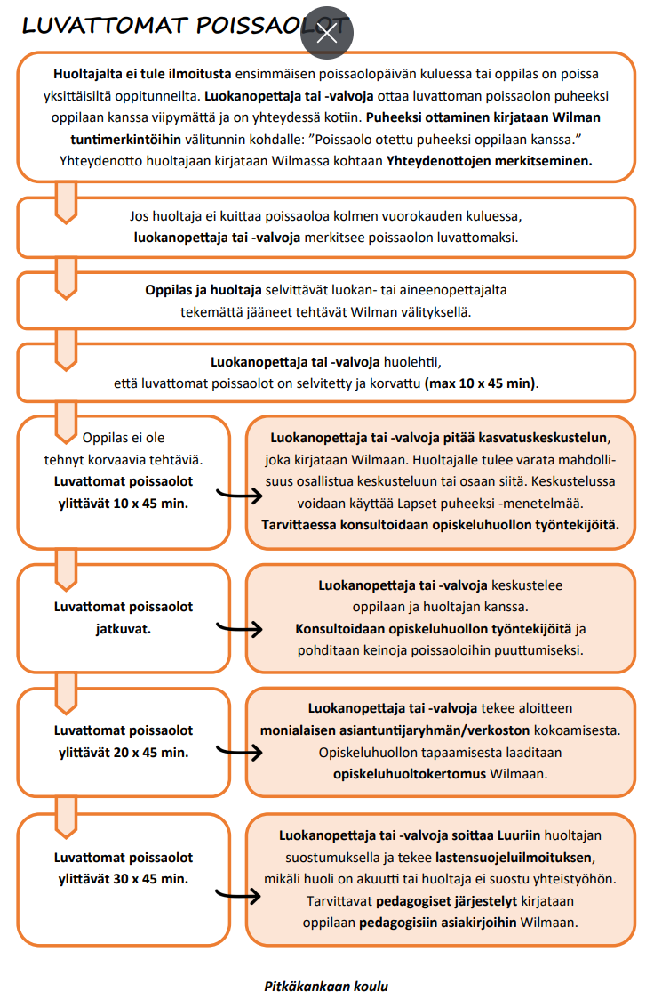 LUVATTOMAT POISSAOLOT
Huoltajalta ei tule ilmoitusta ensimmäisen poissaolopäivän kuluessa tai oppilas on poissa
yksittäisiltä oppitunneilta. Luokanopettaja tai -valvoja ottaa luvattoman poissaolon puheeksi
oppilaan kanssa viipymättä ja on yhteydessä kotiin. Puheeksi ottaminen kirjataan Wilman
tuntimerkintöihin välitunnin kohdalle: ”Poissaolo otettu puheeksi oppilaan kanssa.”
Yhteydenotto huoltajaan kirjataan Wilmassa kohtaan Yhteydenottojen merkitseminen.
Jos huoltaja ei kuittaa poissaoloa kolmen vuorokauden kuluessa,
luokanopettaja tai -valvoja merkitsee poissaolon luvattomaksi.
Oppilas ja huoltaja selvittävät luokan- tai aineenopettajalta
tekemättä jääneet tehtävät Wilman välityksellä.
Luokanopettaja tai -valvoja huolehtii,
että luvattomat poissaolot on selvitetty ja korvattu (max 10 x 45 min).
Oppilas ei ole
tehnyt korvaavia tehtäviä.
Luvattomat poissaolot
ylittävät 10 x 45 min.
Luokanopettaja tai -valvoja pitää kasvatuskeskustelun,
joka kirjataan Wilmaan. Huoltajalle tulee varata mahdolli-
suus osallistua keskusteluun tai osaan siitä. Keskustelussa
voidaan käyttää Lapset puheeksi -menetelmää.
Tarvittaessa konsultoidaan opiskeluhuollon työntekijöitä.
Luvattomat poissaolot
jatkuvat.
Luokanopettaja tai -valvoja keskustelee
oppilaan ja huoltajan kanssa.
Konsultoidaan opiskeluhuollon työntekijöitä ja
pohditaan keinoja poissaoloihin puuttumiseksi.
Luvattomat poissaolot
ylittävät 20 x 45 min.
Luokanopettaja tai -valvoja tekee aloitteen
monialaisen asiantuntijaryhmän/verkoston kokoamisesta.
Opiskeluhuollon tapaamisesta laaditaan
opiskeluhuoltokertomus Wilmaan.
Luvattomat poissaolot
ylittävät 30 x 45 min.
Luokanopettaja tai -valvoja soittaa Luuriin huoltajan
suostumuksella ja tekee lastensuojeluilmoituksen,
mikäli huoli on akuutti tai huoltaja ei suostu yhteistyöhön.
Tarvittavat pedagogiset järjestelyt kirjataan
oppilaan pedagogisiin asiakirjoihin Wilmaan.
Pitkäkankaan koulu